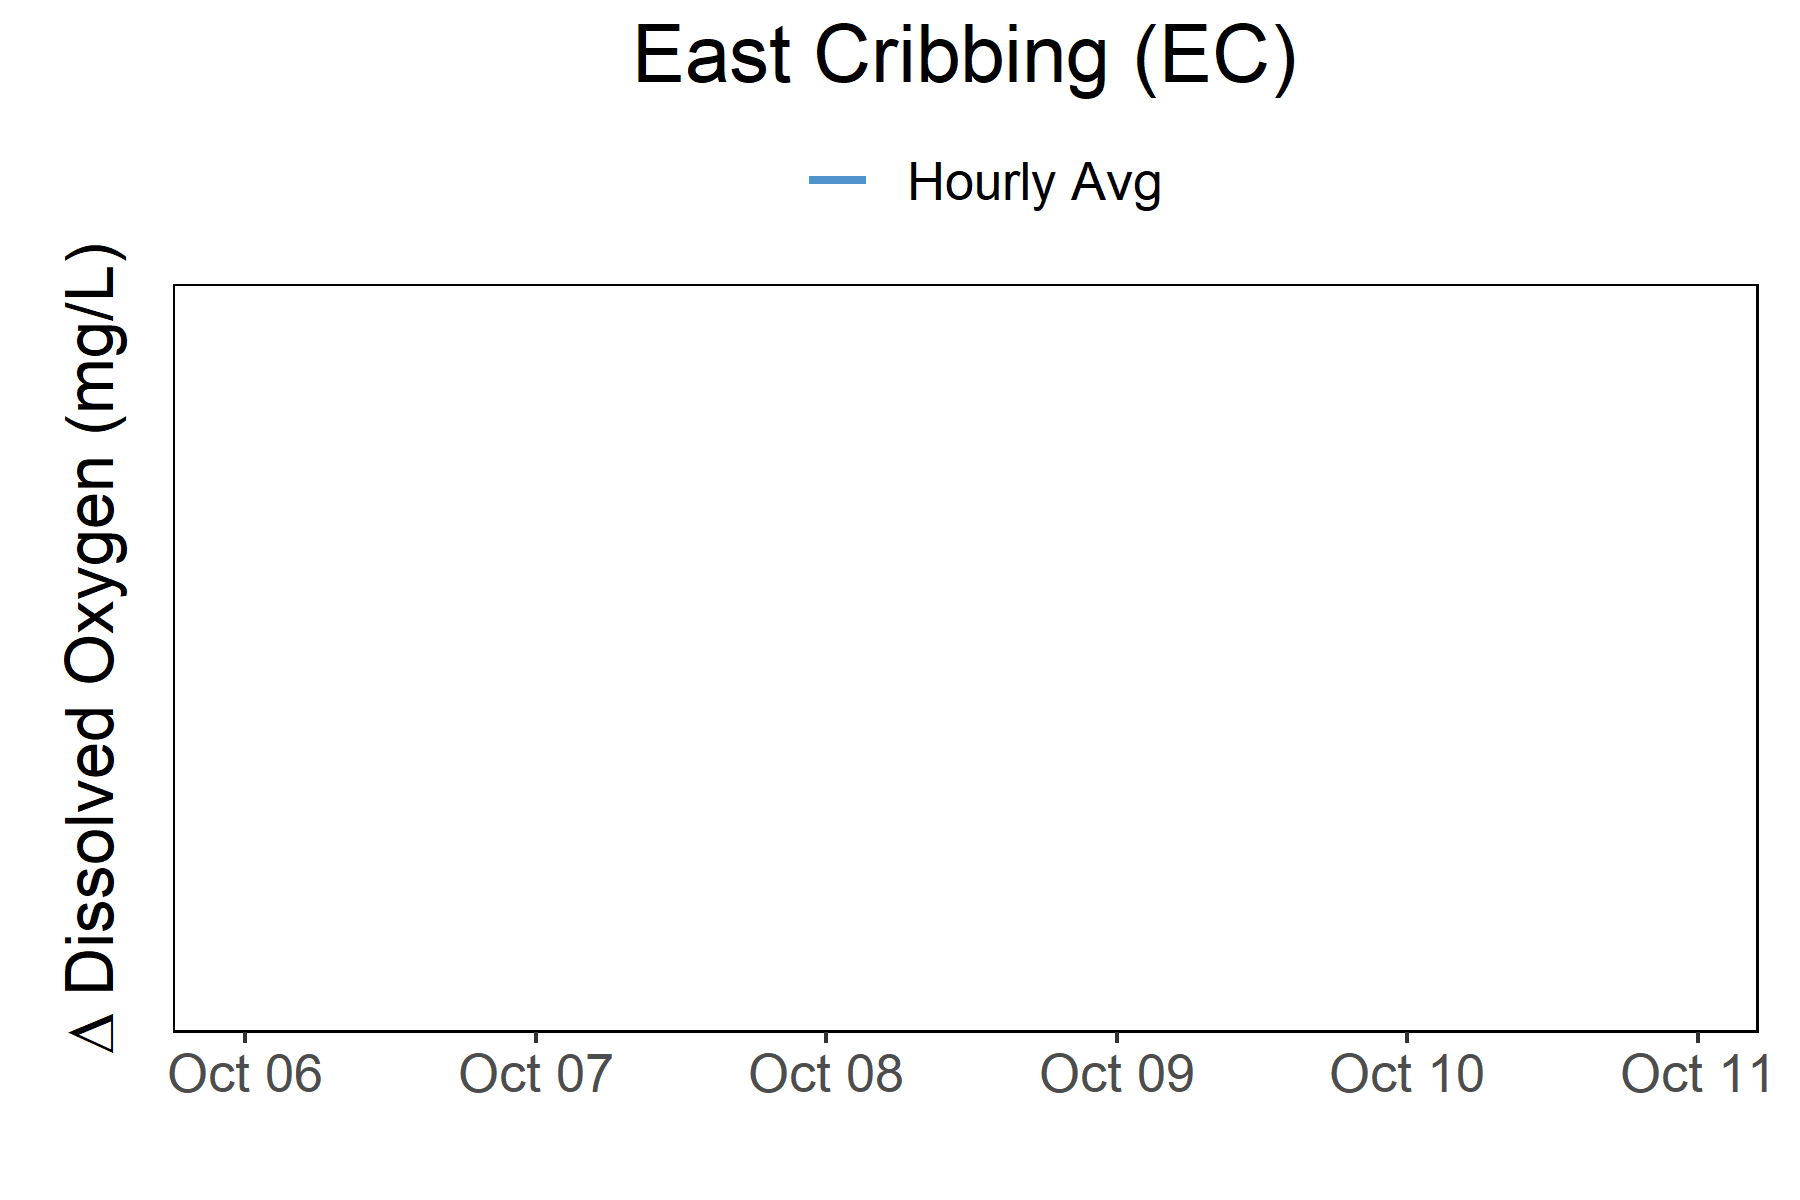 East Cribbing (EC)
Hourly Avg
Δ Dissolved Oxygen (mg/L)
Oct 06 Oct 07 Oct 08 Oct 09 Oct 10 Oct 11